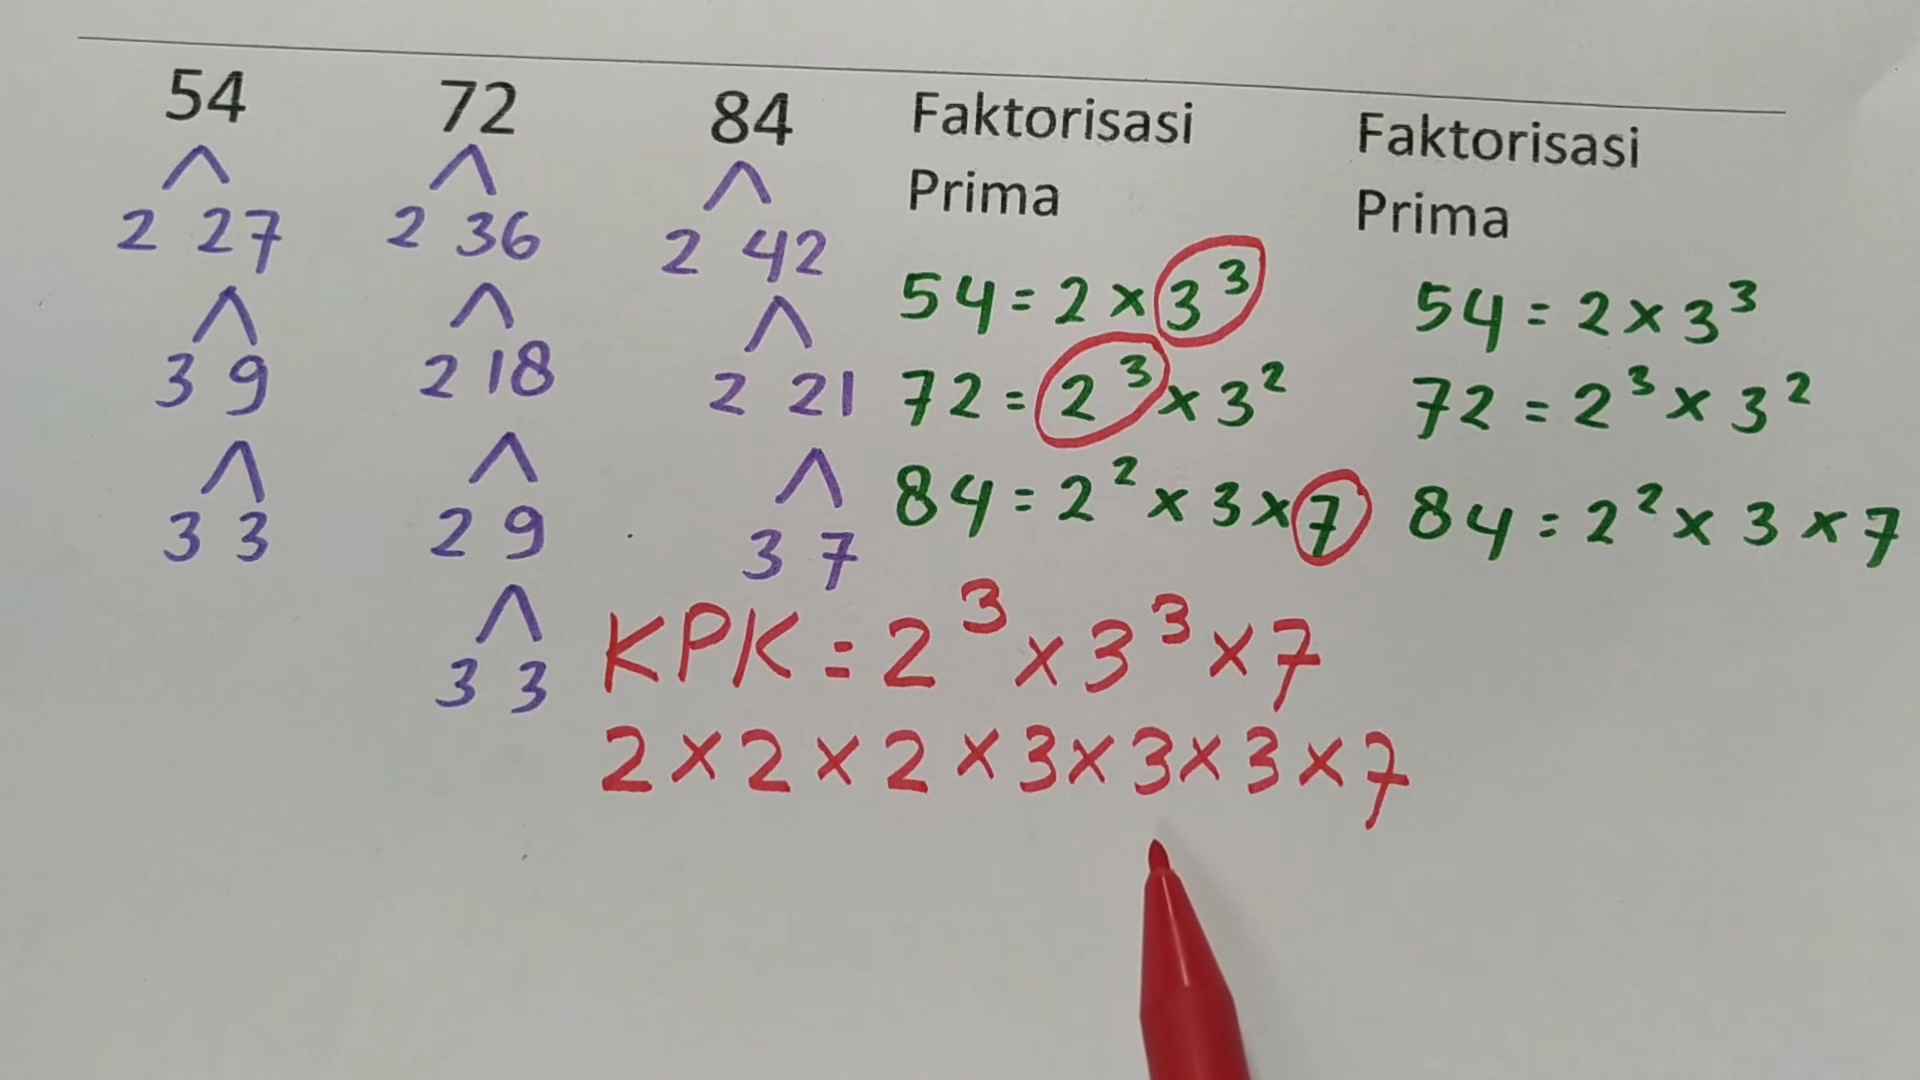 54 72 84 Faktorisasi Prima Faktorisasi Prima
2 27 2 36 2 42
3 9 2 18 2 21
3 3 2 9 3 7
3 3
54 = 2 × 3³
72 = 2³ × 3²
84 = 2² × 3 × 7
54 = 2 × 3³
72 = 2³ × 3²
84 = 2² × 3 × 7
KPK = 2³ × 3³ × 7
2 × 2 × 2 × 3 × 3 × 3 × 7